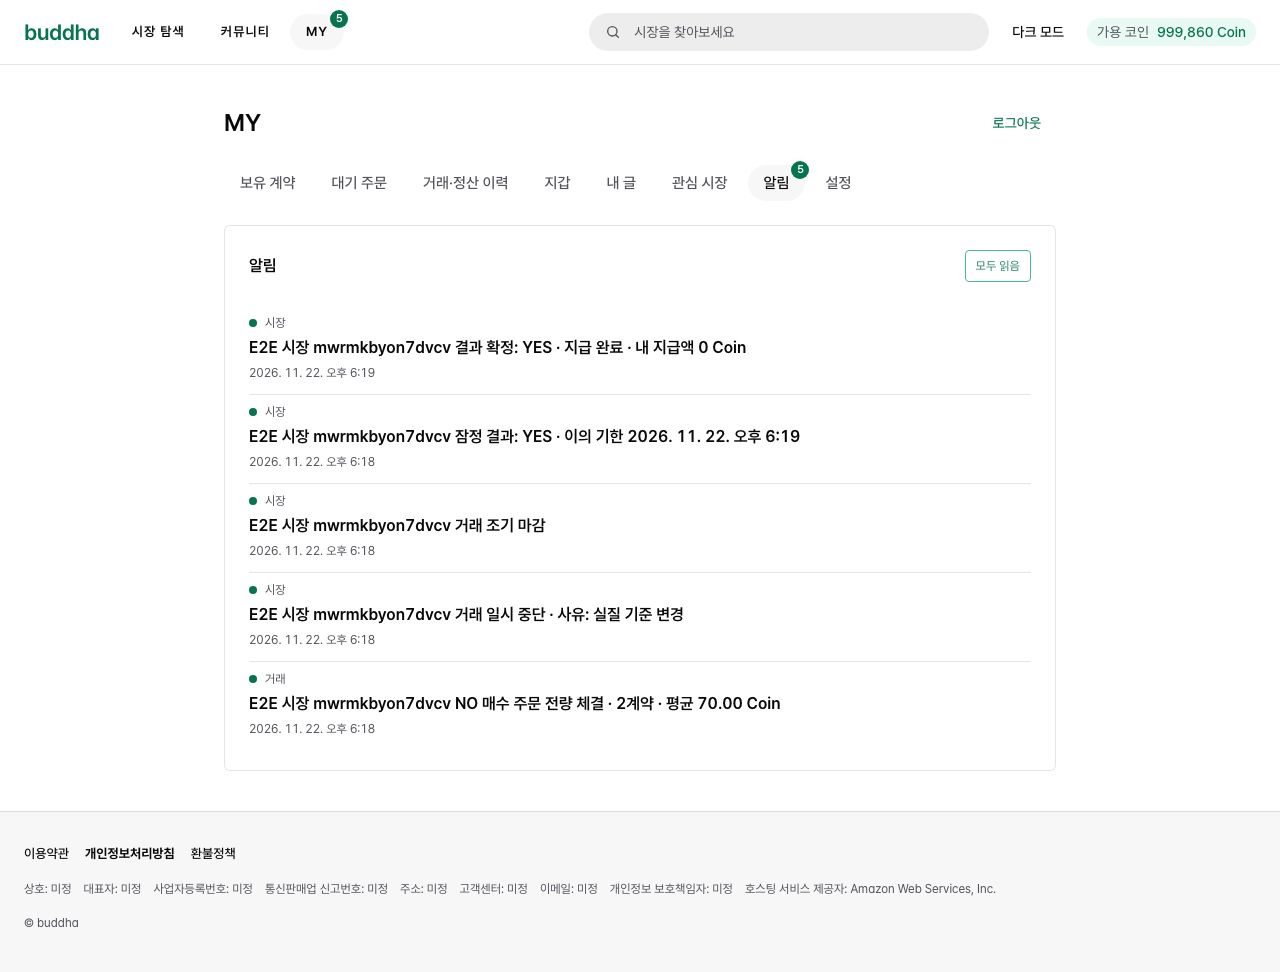 buddha 시장 탐색 커뮤니티 MY 5 시장을 찾아보세요 다크 모드 가용 코인 999,860 Coin
MY 로그아웃
보유 계약 대기 주문 거래·정산 이력 지갑 내 글 관심 시장 알림 5 설정
알림 모두 읽음
시장
E2E 시장 mwrmkbyon7dvcv 결과 확정: YES · 지급 완료 · 내 지급액 0 Coin
2026. 11. 22. 오후 6:19
시장
E2E 시장 mwrmkbyon7dvcv 잠정 결과: YES · 이의 기한 2026. 11. 22. 오후 6:19
2026. 11. 22. 오후 6:18
시장
E2E 시장 mwrmkbyon7dvcv 거래 조기 마감
2026. 11. 22. 오후 6:18
시장
E2E 시장 mwrmkbyon7dvcv 거래 일시 중단 · 사유: 실질 기준 변경
2026. 11. 22. 오후 6:18
거래
E2E 시장 mwrmkbyon7dvcv NO 매수 주문 전량 체결 · 2계약 · 평균 70.00 Coin
2026. 11. 22. 오후 6:18
이용약관 개인정보처리방침 환불정책
상호: 미정 대표자: 미정 사업자등록번호: 미정 통신판매업 신고번호: 미정 주소: 미정 고객센터: 미정 이메일: 미정 개인정보 보호책임자: 미정 호스팅 서비스 제공자: Amazon Web Services, Inc.
© buddha